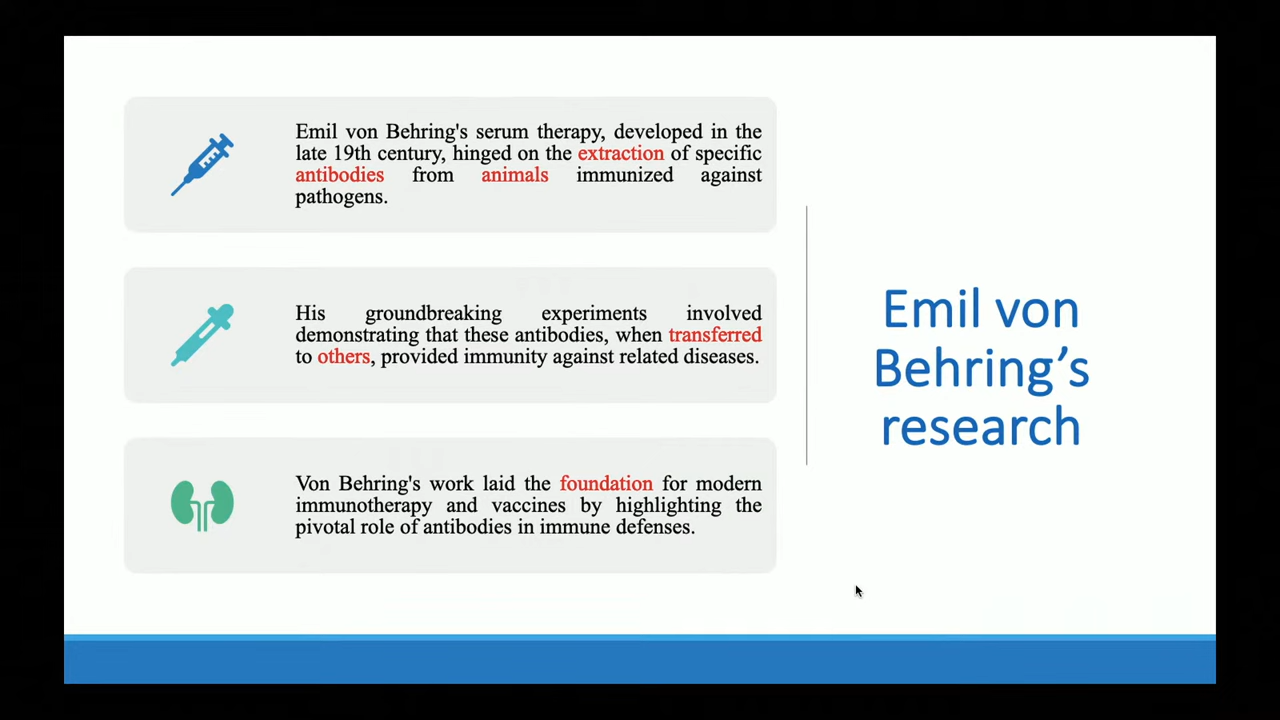 Emil von Behring's serum therapy, developed in the
late 19th century, hinged on the extraction of specific
antibodies from animals immunized against
pathogens.
His groundbreaking experiments involved
demonstrating that these antibodies, when transferred
to others, provided immunity against related diseases.
Von Behring's work laid the foundation for modern
immunotherapy and vaccines by highlighting the
pivotal role of antibodies in immune defenses.
Emil von
Behring’s
research